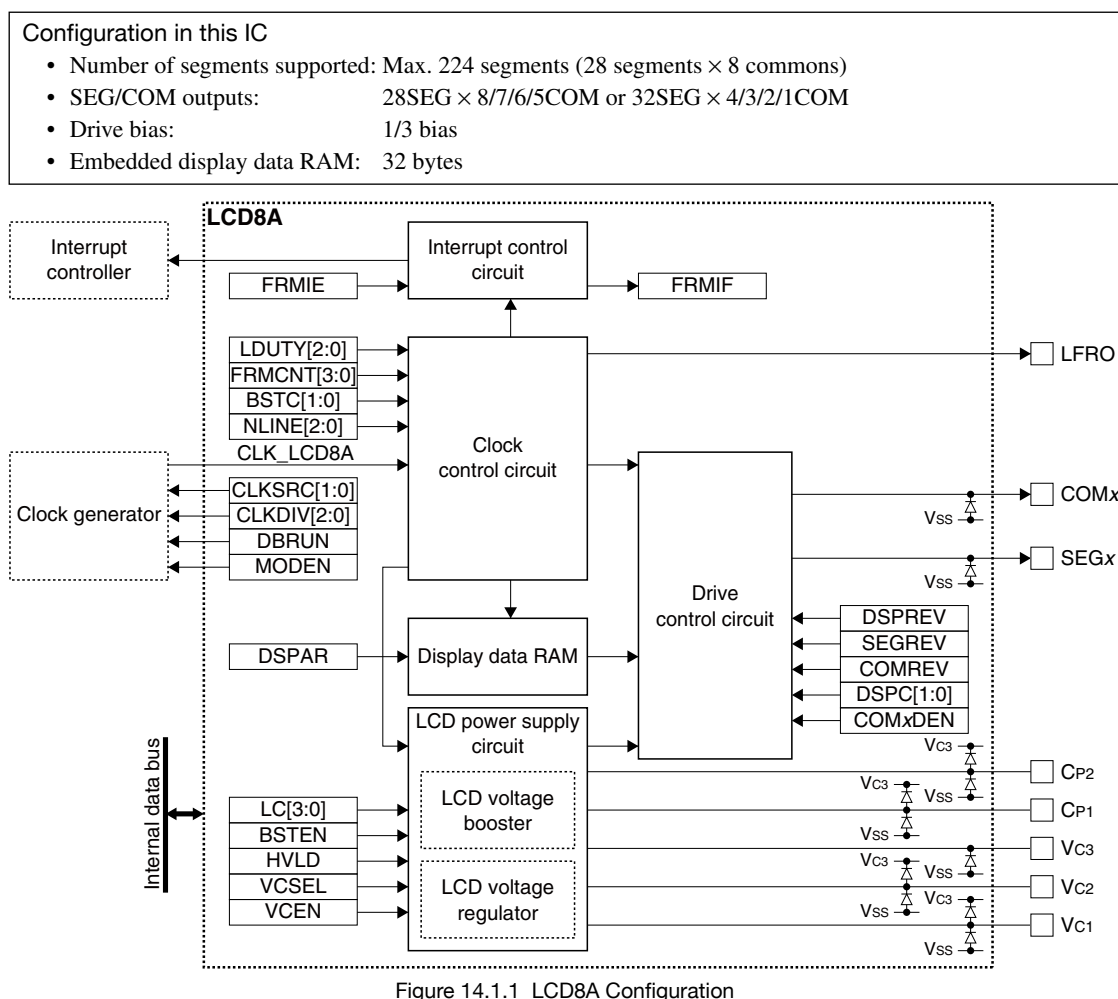 Configuration in this IC
• Number of segments supported: Max. 224 segments (28 segments × 8 commons)
• SEG/COM outputs: 28SEG × 8/7/6/5COM or 32SEG × 4/3/2/1COM
• Drive bias: 1/3 bias
• Embedded display data RAM: 32 bytes
LCD8A
Interrupt
controller
Interrupt control
circuit
FRMIE
FRMIF
LDUTY[2:0]
FRMCNT[3:0]
BSTC[1:0]
NLINE[2:0]
CLK_LCD8A
Clock
control circuit
LFRO
Clock generator
CLKSRC[1:0]
CLKDIV[2:0]
DBRUN
MODEN
COMx
VSS
SEGx
VSS
Drive
control circuit
DSPREV
SEGREV
COMREV
DSPC[1:0]
COMxDEN
DSPAR
Display data RAM
LCD power supply
circuit
LCD voltage
booster
LCD voltage
regulator
Internal data bus
LC[3:0]
BSTEN
HVLD
VCSEL
VCEN
VC3
CP2
VC3
VSS
CP1
VSS
VC3
VC3
VSS
VC2
VC3
VSS
VC1
VSS
Figure 14.1.1 LCD8A Configuration